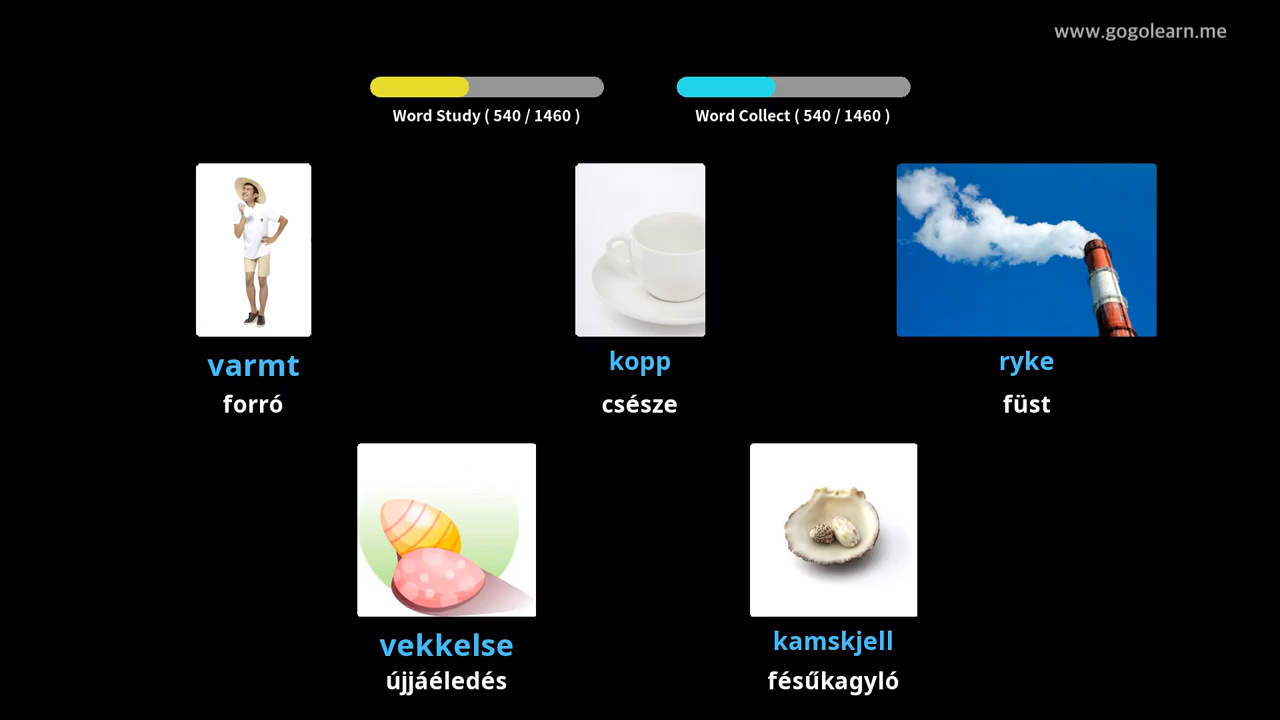 www.gogolearn.me
Word Study ( 540 / 1460 )
Word Collect ( 540 / 1460 )
varmt
forró
kopp
csésze
ryke
füst
vekkelse
újjáéledés
kamskjell
fésűkagyló